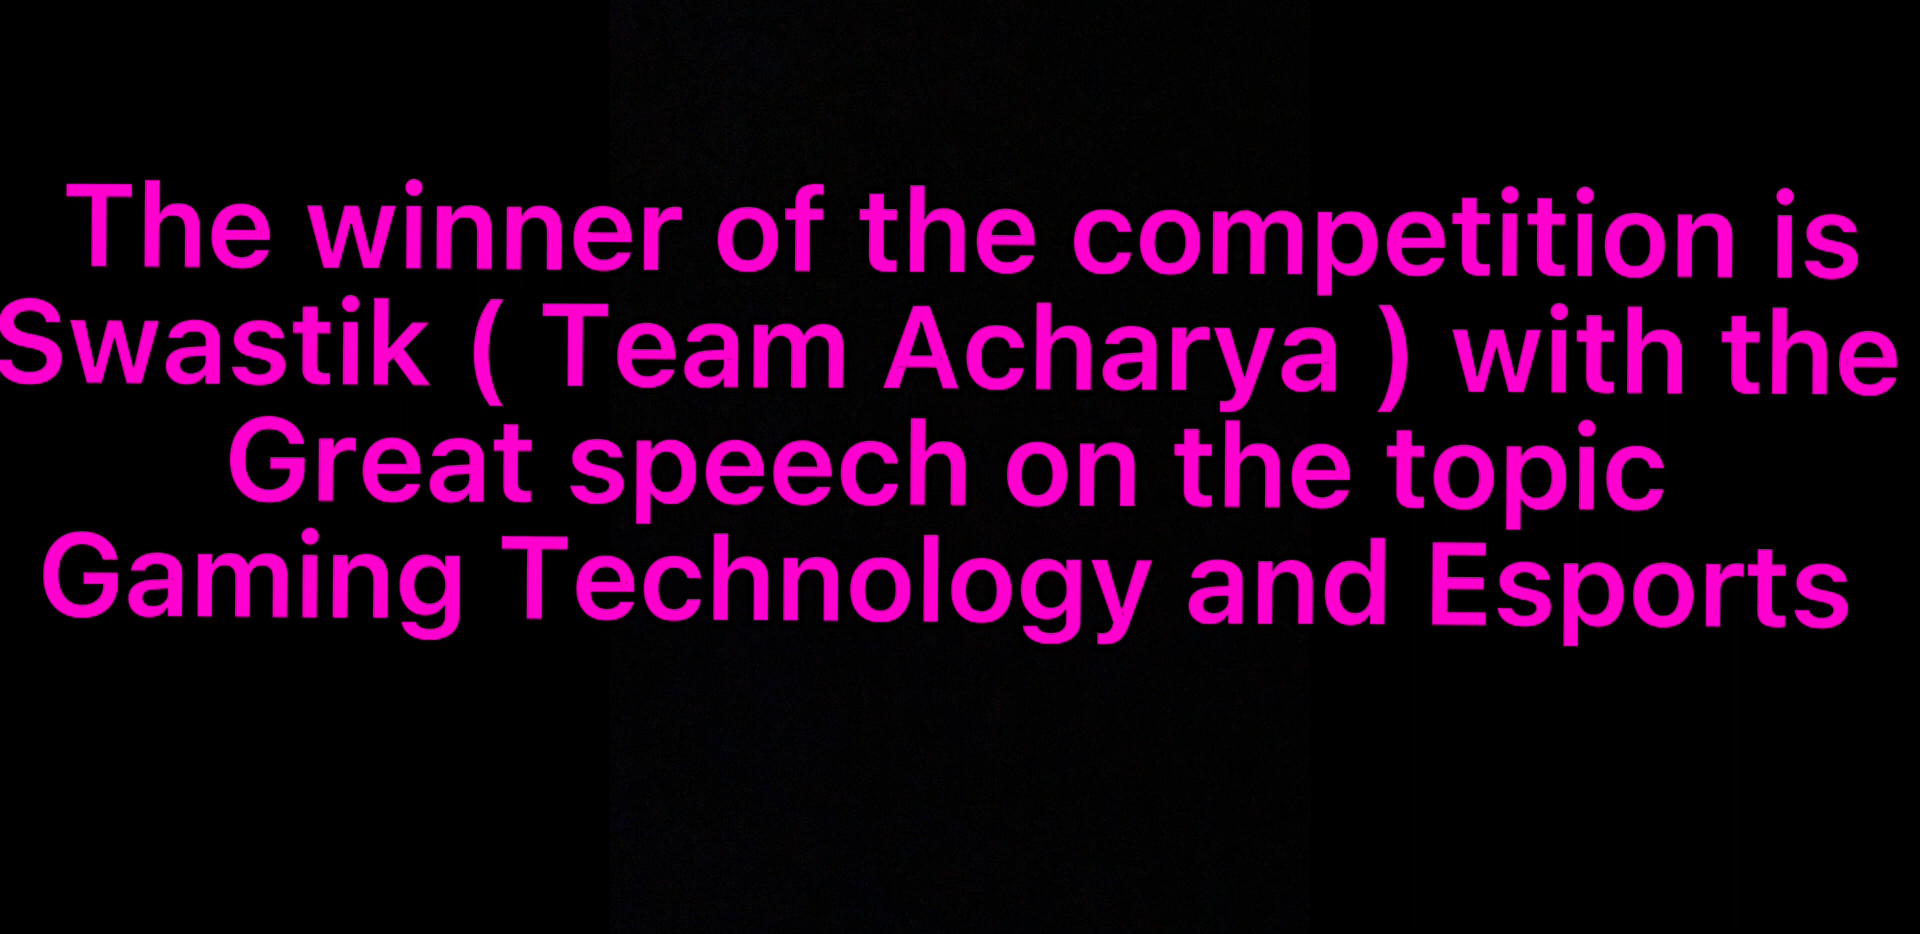 The winner of the competition is
Swastik ( Team Acharya ) with the
Great speech on the topic
Gaming Technology and Esports